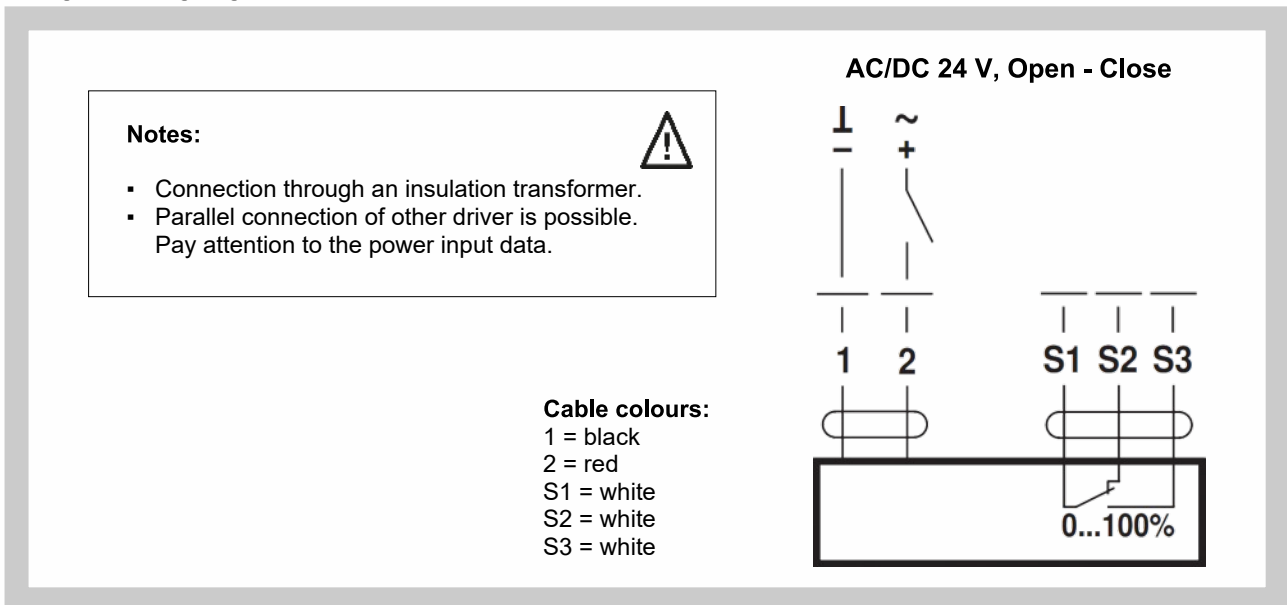 AC/DC 24 V, Open - Close
Notes:
▪ Connection through an insulation transformer.
▪ Parallel connection of other driver is possible.
Pay attention to the power input data.
⊥ ~
− +
1 2 S1 S2 S3
Cable colours:
1 = black
2 = red
S1 = white
S2 = white
S3 = white
0...100%